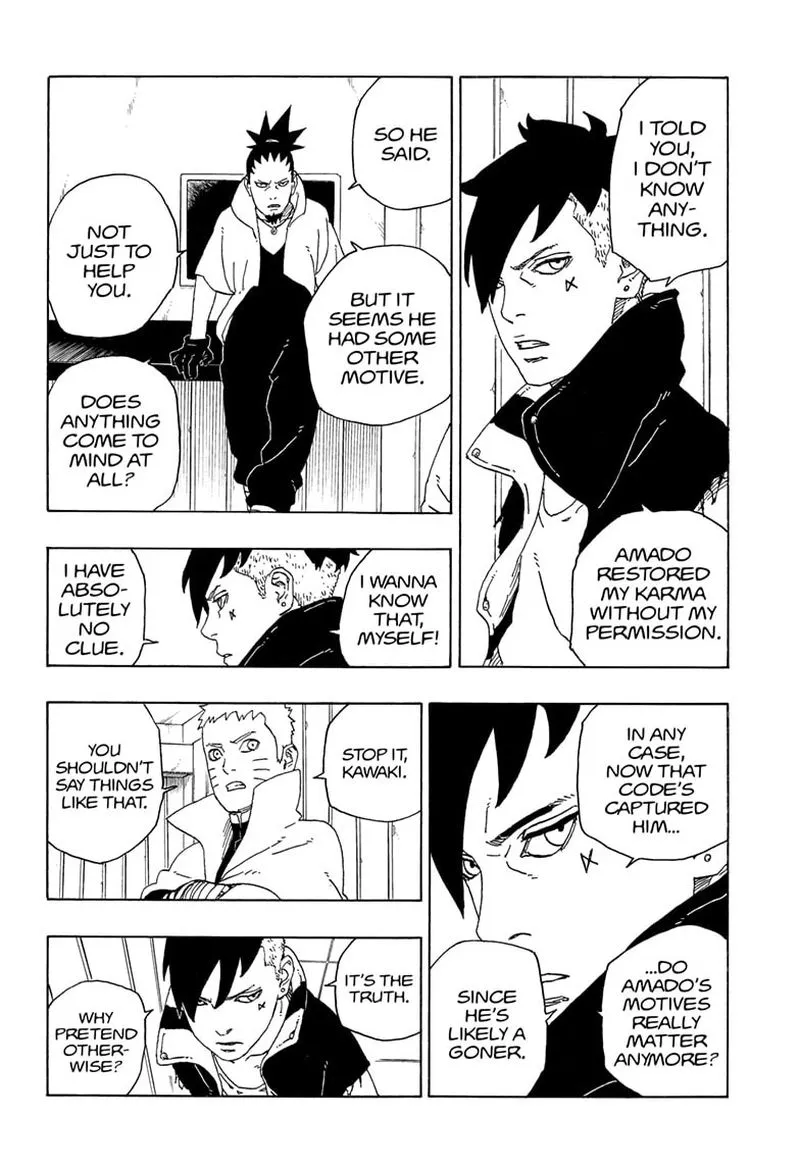 I TOLD
YOU,
I DON'T
KNOW
ANY-
THING.
AMADO
RESTORED
MY KARMA
WITHOUT MY
PERMISSION.
SO HE
SAID.
BUT IT
SEEMS HE
HAD SOME
OTHER
MOTIVE.
NOT
JUST TO
HELP
YOU.
DOES
ANYTHING
COME TO
MIND AT
ALL?
I WANNA
KNOW
THAT,
MYSELF!
I HAVE
ABSO-
LUTELY
NO
CLUE.
IN ANY
CASE,
NOW THAT
CODE'S
CAPTURED
HIM...
...DO
AMADO'S
MOTIVES
REALLY
MATTER
ANYMORE?
SINCE
HE'S
LIKELY A
GONER.
STOP IT,
KAWAKI.
YOU
SHOULDN'T
SAY THINGS
LIKE THAT.
IT'S THE
TRUTH.
WHY
PRETEND
OTHER-
WISE?